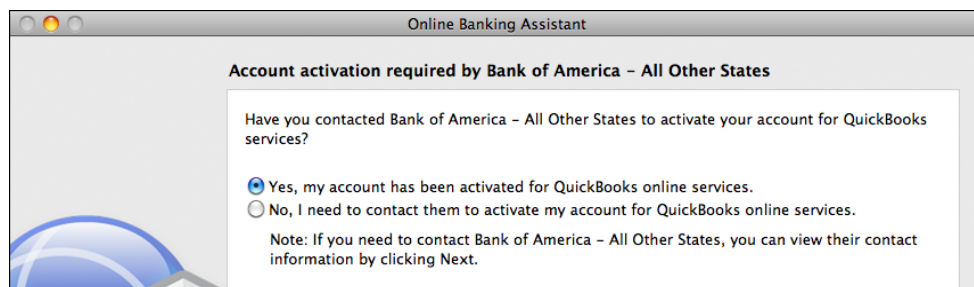 Online Banking Assistant
Account activation required by Bank of America – All Other States
Have you contacted Bank of America – All Other States to activate your account for QuickBooks
services?
Yes, my account has been activated for QuickBooks online services.
No, I need to contact them to activate my account for QuickBooks online services.
Note: If you need to contact Bank of America – All Other States, you can view their contact
information by clicking Next.